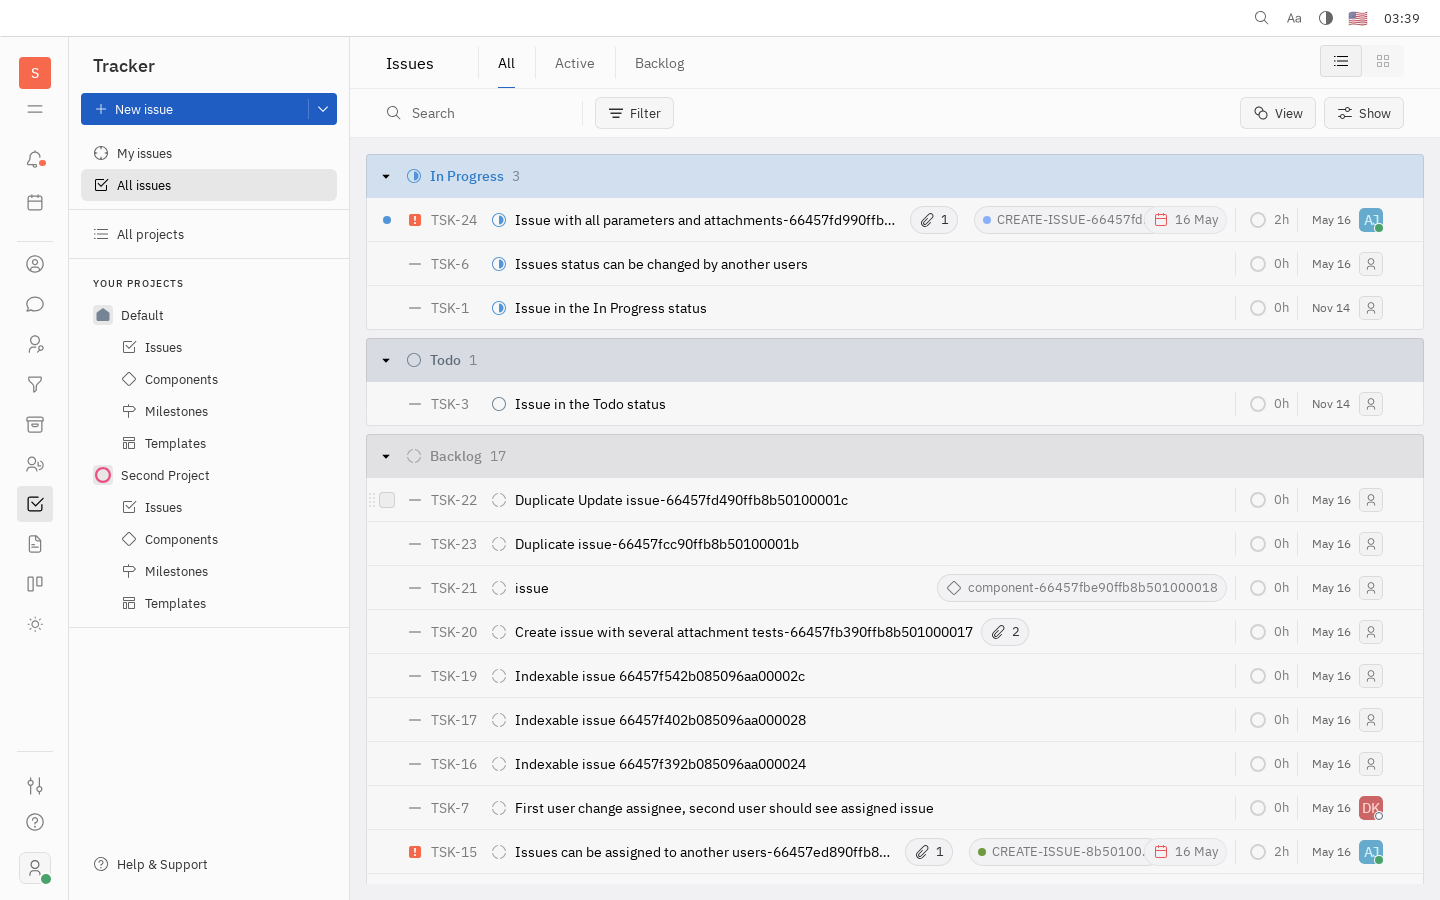 Aa
03:39
S
Tracker
New issue
My issues
All issues
All projects
YOUR PROJECTS
Default
Issues
Components
Milestones
Templates
Second Project
Issues
Components
Milestones
Templates
Help & Support
Issues
All
Active
Backlog
Search
Filter
View
Show
In Progress 3
TSK-24 Issue with all parameters and attachments-66457fd990ffb... 1 CREATE-ISSUE-66457fd 16 May 2h May 16 AJ
TSK-6 Issues status can be changed by another users 0h May 16
TSK-1 Issue in the In Progress status 0h Nov 14
Todo 1
TSK-3 Issue in the Todo status 0h Nov 14
Backlog 17
TSK-22 Duplicate Update issue-66457fd490ffb8b50100001c 0h May 16
TSK-23 Duplicate issue-66457fcc90ffb8b50100001b 0h May 16
TSK-21 issue component-66457fbe90ffb8b501000018 0h May 16
TSK-20 Create issue with several attachment tests-66457fb390ffb8b501000017 2 0h May 16
TSK-19 Indexable issue 66457f542b085096aa00002c 0h May 16
TSK-17 Indexable issue 66457f402b085096aa000028 0h May 16
TSK-16 Indexable issue 66457f392b085096aa000024 0h May 16
TSK-7 First user change assignee, second user should see assigned issue 0h May 16 DK
TSK-15 Issues can be assigned to another users-66457ed890ffb8... 1 CREATE-ISSUE-8b50100. 16 May 2h May 16 AJ